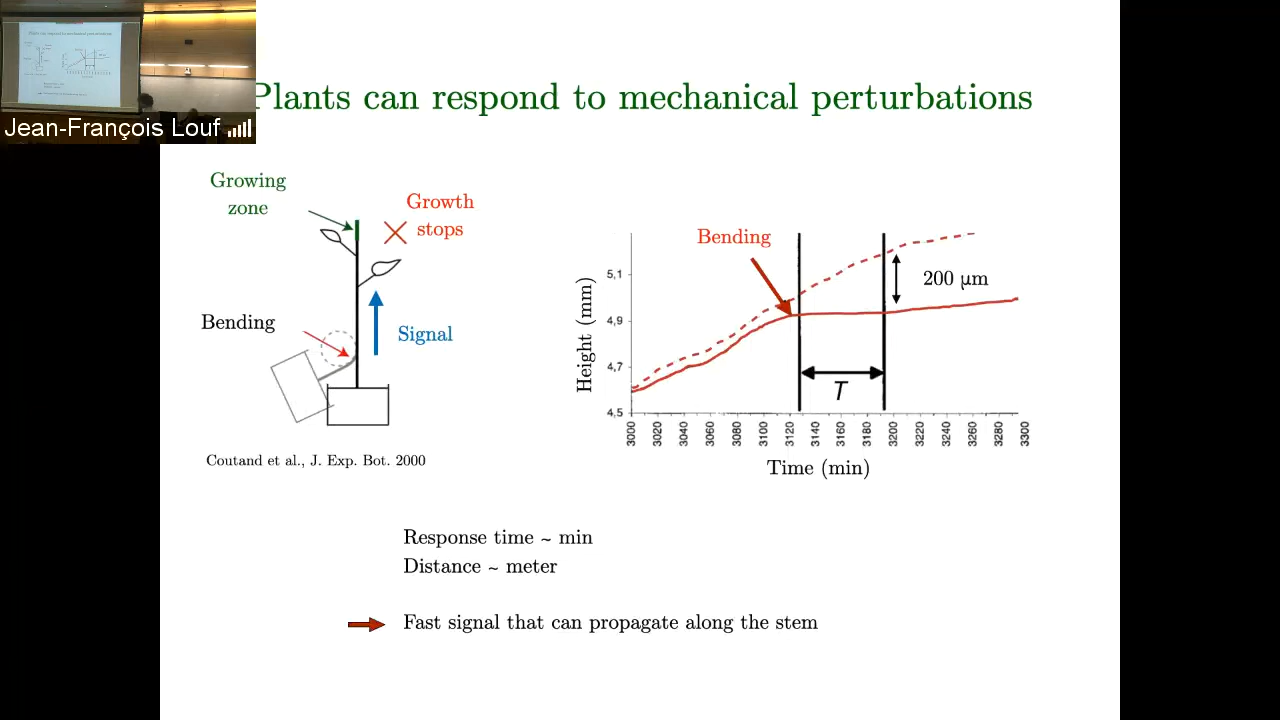 Plants can respond to mechanical perturbations
Jean-François Louf
Growing
zone
Growth
stops
Bending
Signal
Coutand et al., J. Exp. Bot. 2000
Bending
200 µm
T
Height (mm)
5,1
4,9
4,7
4,5
3000
3020
3040
3060
3080
3100
3120
3140
3160
3180
3200
3220
3240
3260
3280
3300
Time (min)
Response time ~ min
Distance ~ meter
Fast signal that can propagate along the stem